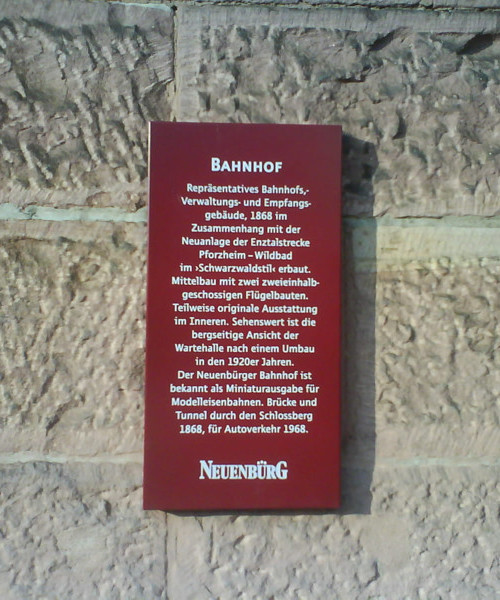 BAHNHOF
Repräsentatives Bahnhofs,-
Verwaltungs- und Empfangs-
gebäude, 1868 im
Zusammenhang mit der
Neuanlage der Enztalstrecke
Pforzheim – Wildbad
im ›Schwarzwaldstil‹ erbaut.
Mittelbau mit zwei zweieinhalb-
geschossigen Flügelbauten.
Teilweise originale Ausstattung
im Inneren. Sehenswert ist die
bergseitige Ansicht der
Wartehalle nach einem Umbau
in den 1920er Jahren.
Der Neuenbürger Bahnhof ist
bekannt als Miniaturausgabe für
Modelleisenbahnen. Brücke und
Tunnel durch den Schlossberg
1868, für Autoverkehr 1968.
NEUENBÜRG